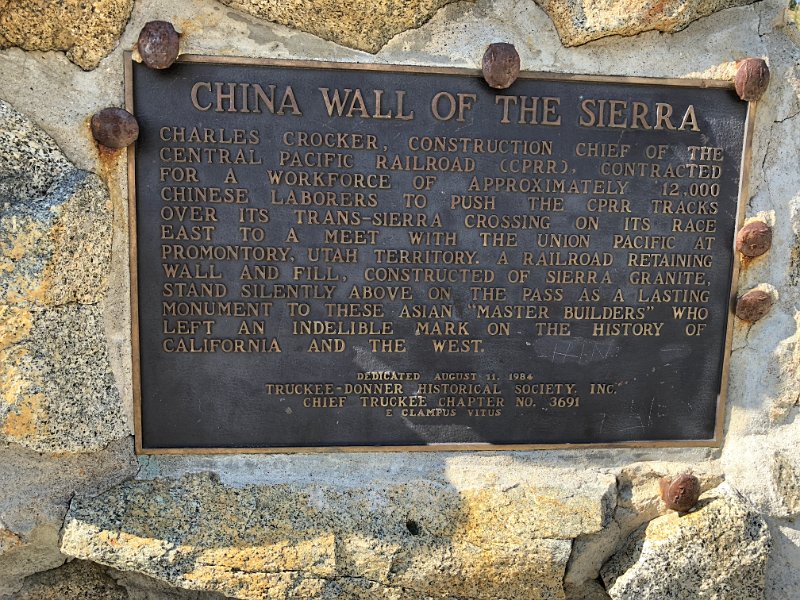 CHINA WALL OF THE SIERRA
CHARLES CROCKER, CONSTRUCTION CHIEF OF THE
CENTRAL PACIFIC RAILROAD (CPRR), CONTRACTED
FOR A WORKFORCE OF APPROXIMATELY 12,000
CHINESE LABORERS TO PUSH THE CPRR TRACKS
OVER ITS TRANS-SIERRA CROSSING ON ITS RACE
EAST TO A MEET WITH THE UNION PACIFIC AT
PROMONTORY, UTAH TERRITORY. A RAILROAD RETAINING
WALL AND FILL, CONSTRUCTED OF SIERRA GRANITE,
STAND SILENTLY ABOVE ON THE PASS AS A LASTING
MONUMENT TO THESE ASIAN "MASTER BUILDERS" WHO
LEFT AN INDELIBLE MARK ON THE HISTORY OF
CALIFORNIA AND THE WEST.
DEDICATED AUGUST 11, 1984
TRUCKEE-DONNER HISTORICAL SOCIETY, INC.
CHIEF TRUCKEE CHAPTER NO. 3691
E CLAMPUS VITUS